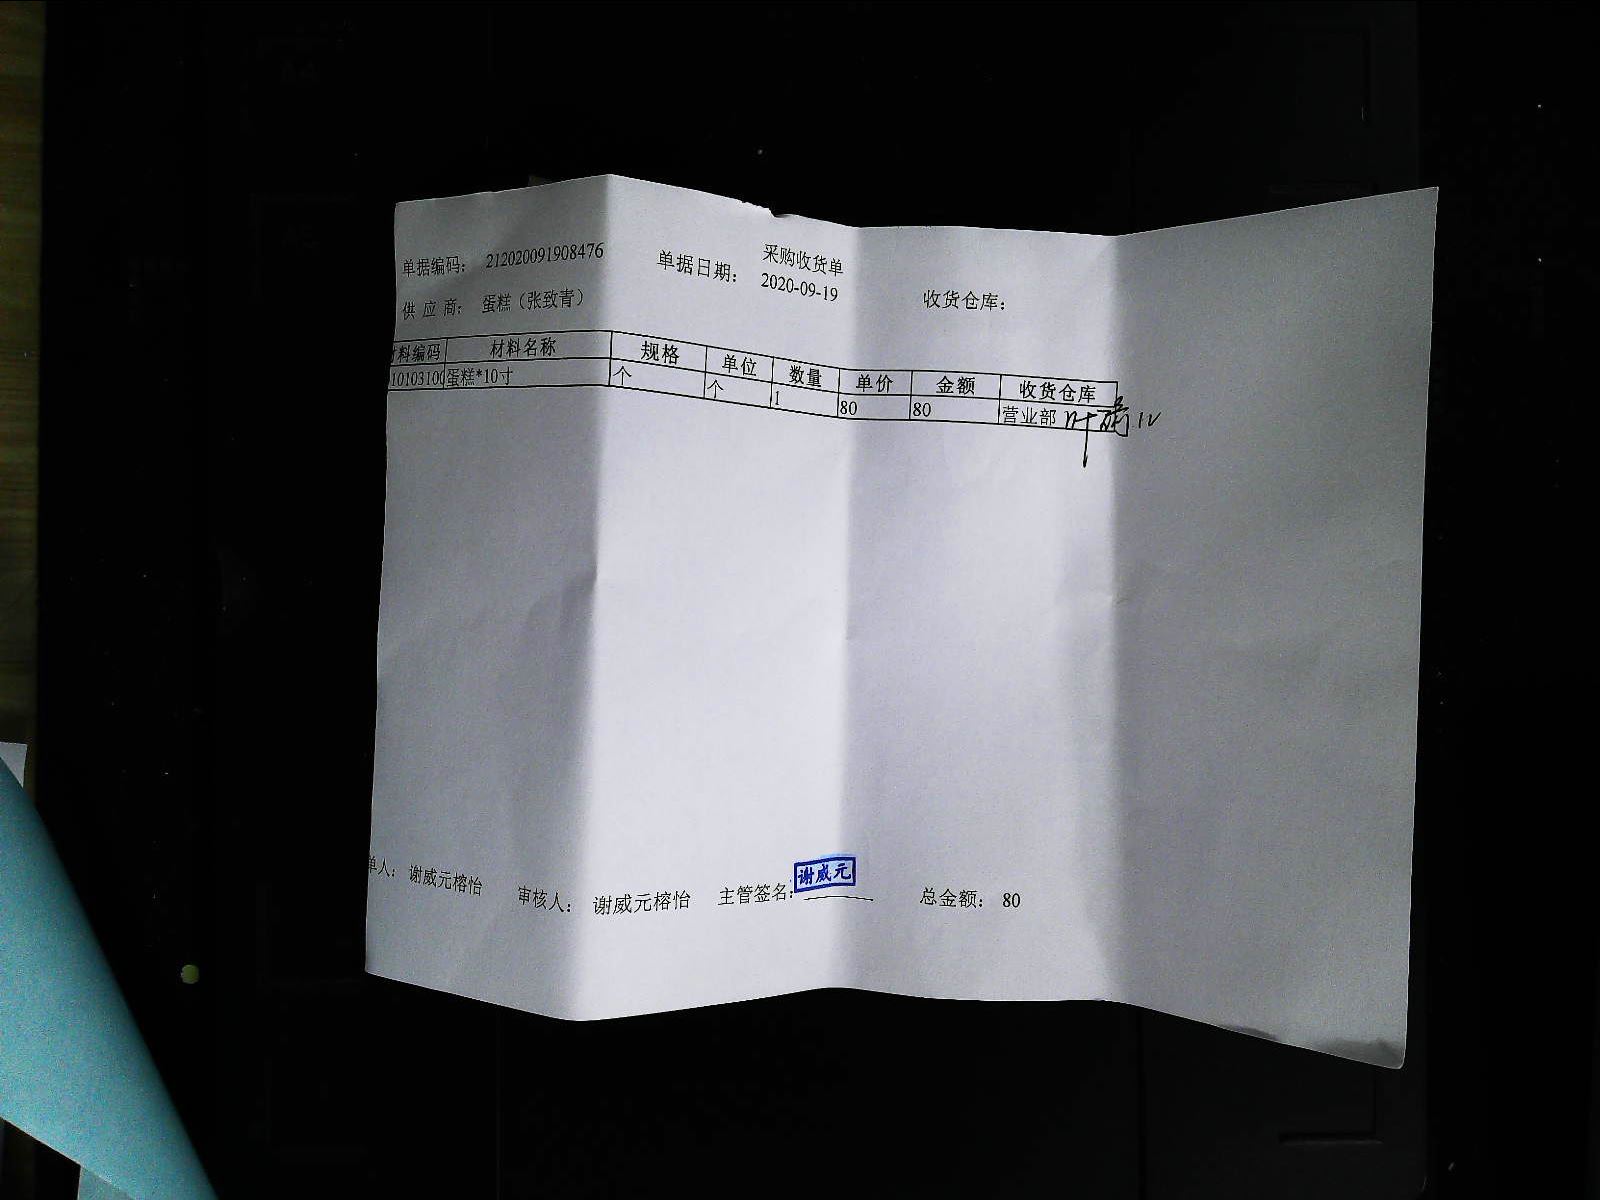 采购收货单
单据编码： 212020091908476 单据日期： 2020-09-19 收货仓库：
供 应 商： 蛋糕（张致青）
材料编码 材料名称 规格 单位 数量 单价 金额 收货仓库
10103100 蛋糕*10寸 个 个 1 80 80 营业部
单人： 谢威元榕怡 审核人： 谢威元榕怡 主管签名： 谢威元 总金额： 80